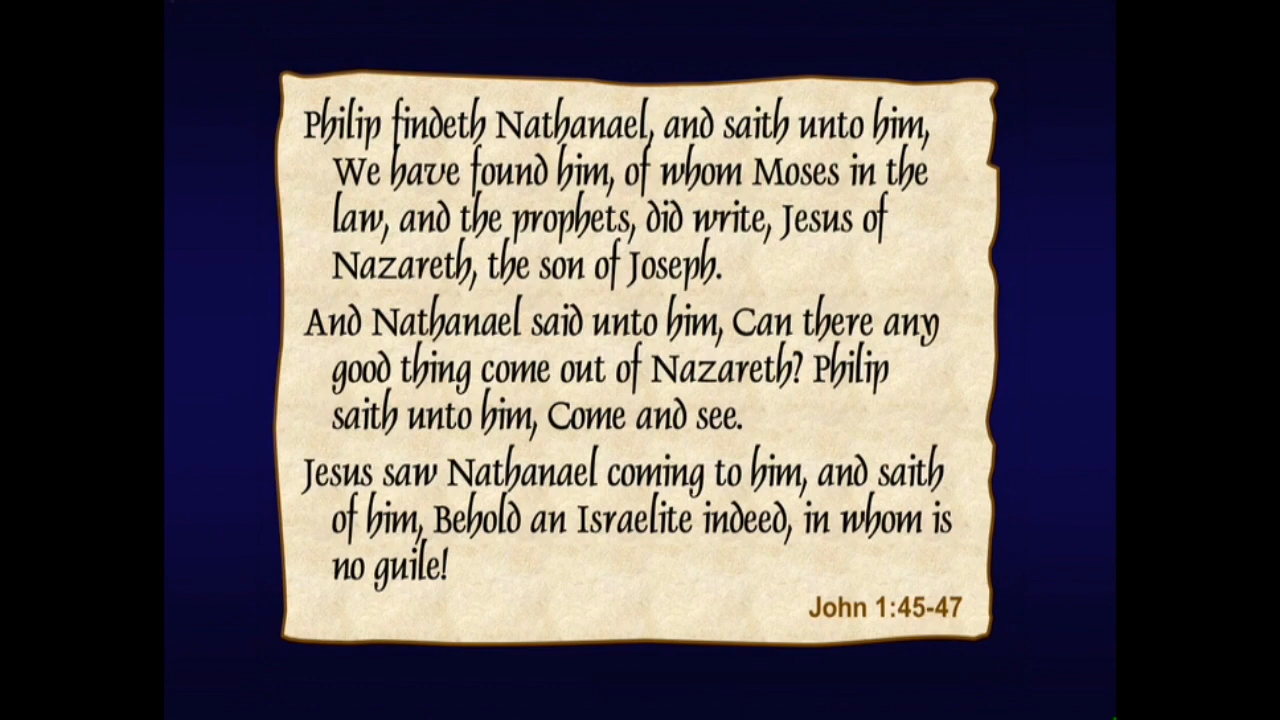 Philip findeth Nathanael, and saith unto him,
We have found him, of whom Moses in the
law, and the prophets, did write, Jesus of
Nazareth, the son of Joseph.
And Nathanael said unto him, Can there any
good thing come out of Nazareth? Philip
saith unto him, Come and see.
Jesus saw Nathanael coming to him, and saith
of him, Behold an Israelite indeed, in whom is
no guile!
John 1:45-47